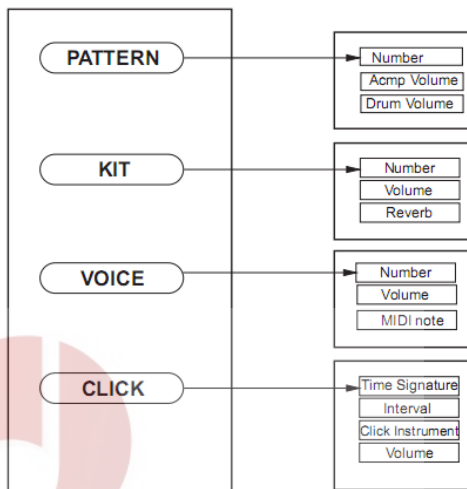 PATTERN
Number
Acmp Volume
Drum Volume
KIT
Number
Volume
Reverb
VOICE
Number
Volume
MIDI note
CLICK
Time Signature
Interval
Click Instrument
Volume